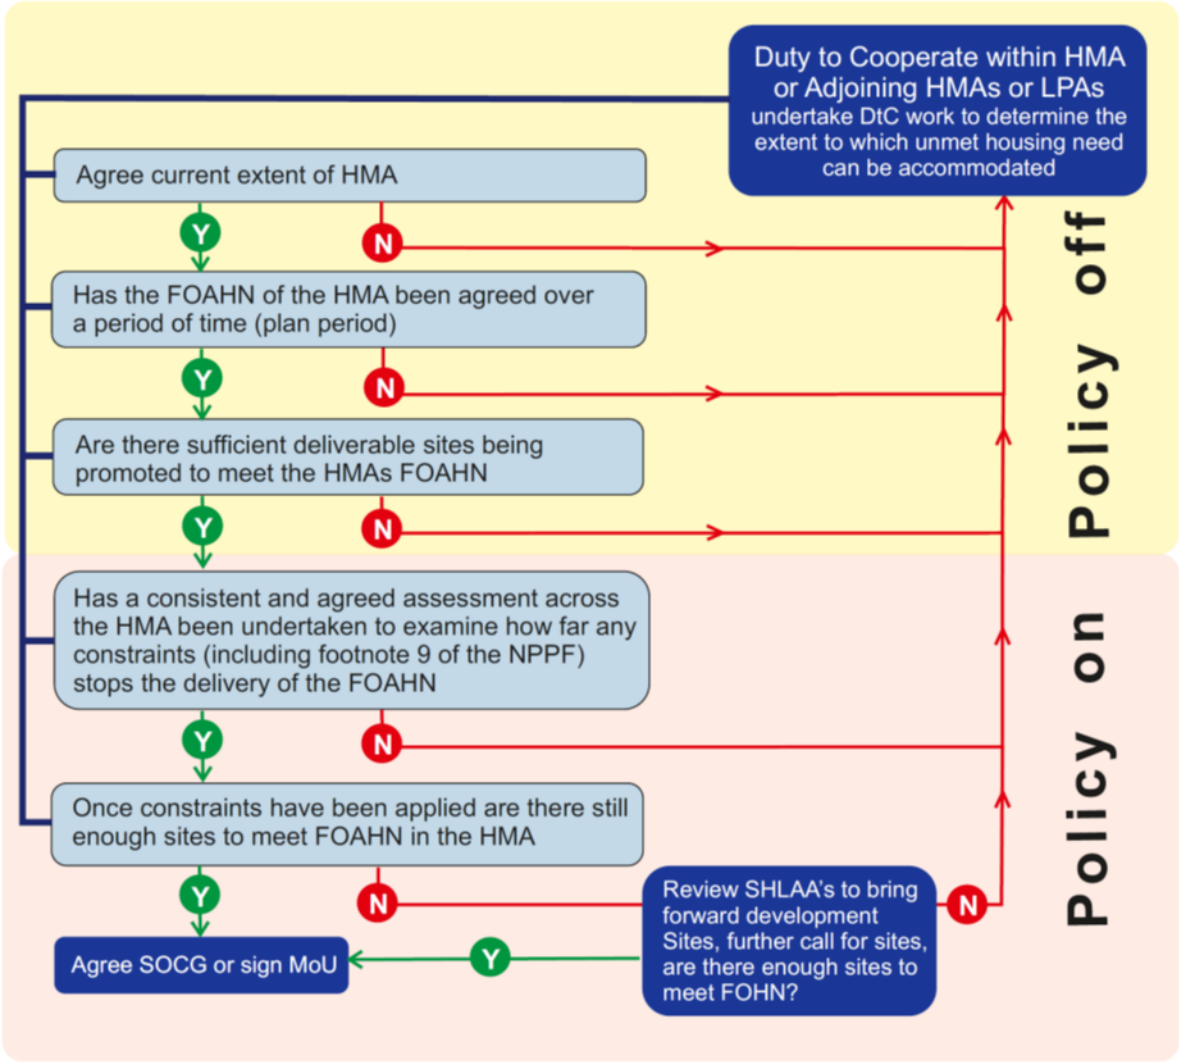 Duty to Cooperate within HMA
or Adjoining HMAs or LPAs
undertake DtC work to determine the
extent to which unmet housing need
can be accommodated
Agree current extent of HMA
Y
N
Has the FOAHN of the HMA been agreed over
a period of time (plan period)
Y
N
Are there sufficient deliverable sites being
promoted to meet the HMAs FOAHN
Y
N
Policy off
Has a consistent and agreed assessment across
the HMA been undertaken to examine how far any
constraints (including footnote 9 of the NPPF)
stops the delivery of the FOAHN
Y
N
Once constraints have been applied are there still
enough sites to meet FOAHN in the HMA
Y
N
Review SHLAA's to bring
forward development
Sites, further call for sites,
are there enough sites to
meet FOHN?
N
Y
Agree SOCG or sign MoU
Policy on